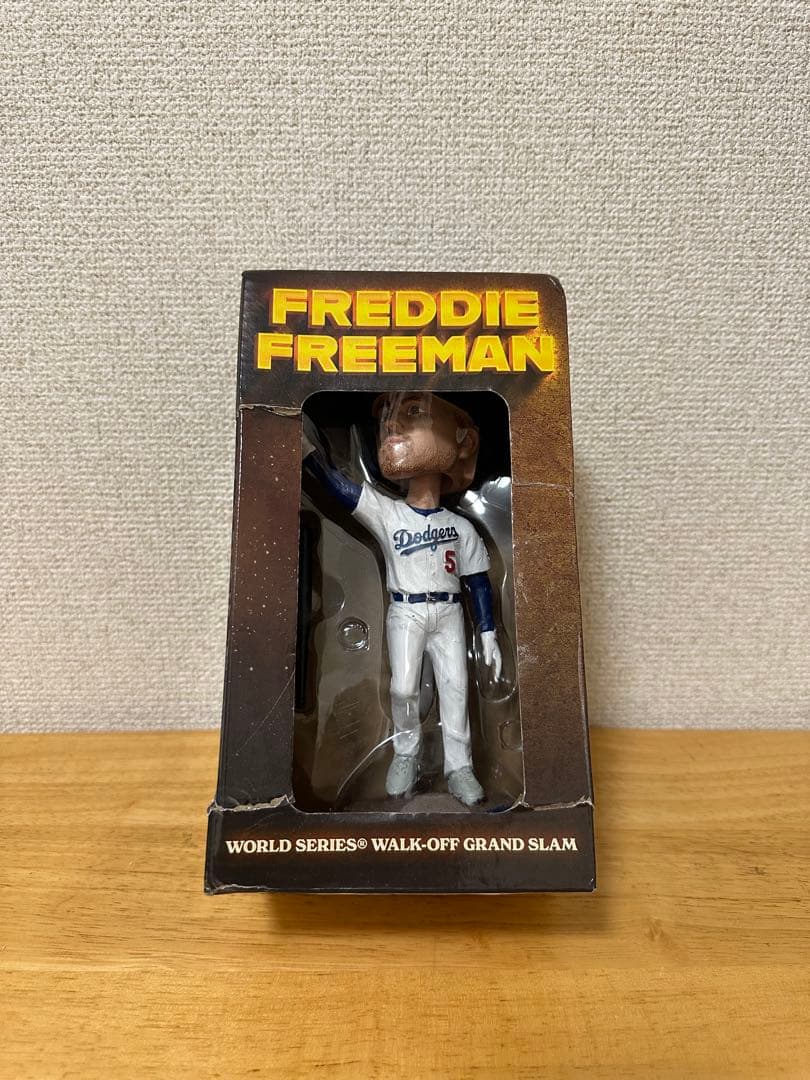 FREDDIE
FREEMAN
Dodgers
5
WORLD SERIES® WALK-OFF GRAND SLAM